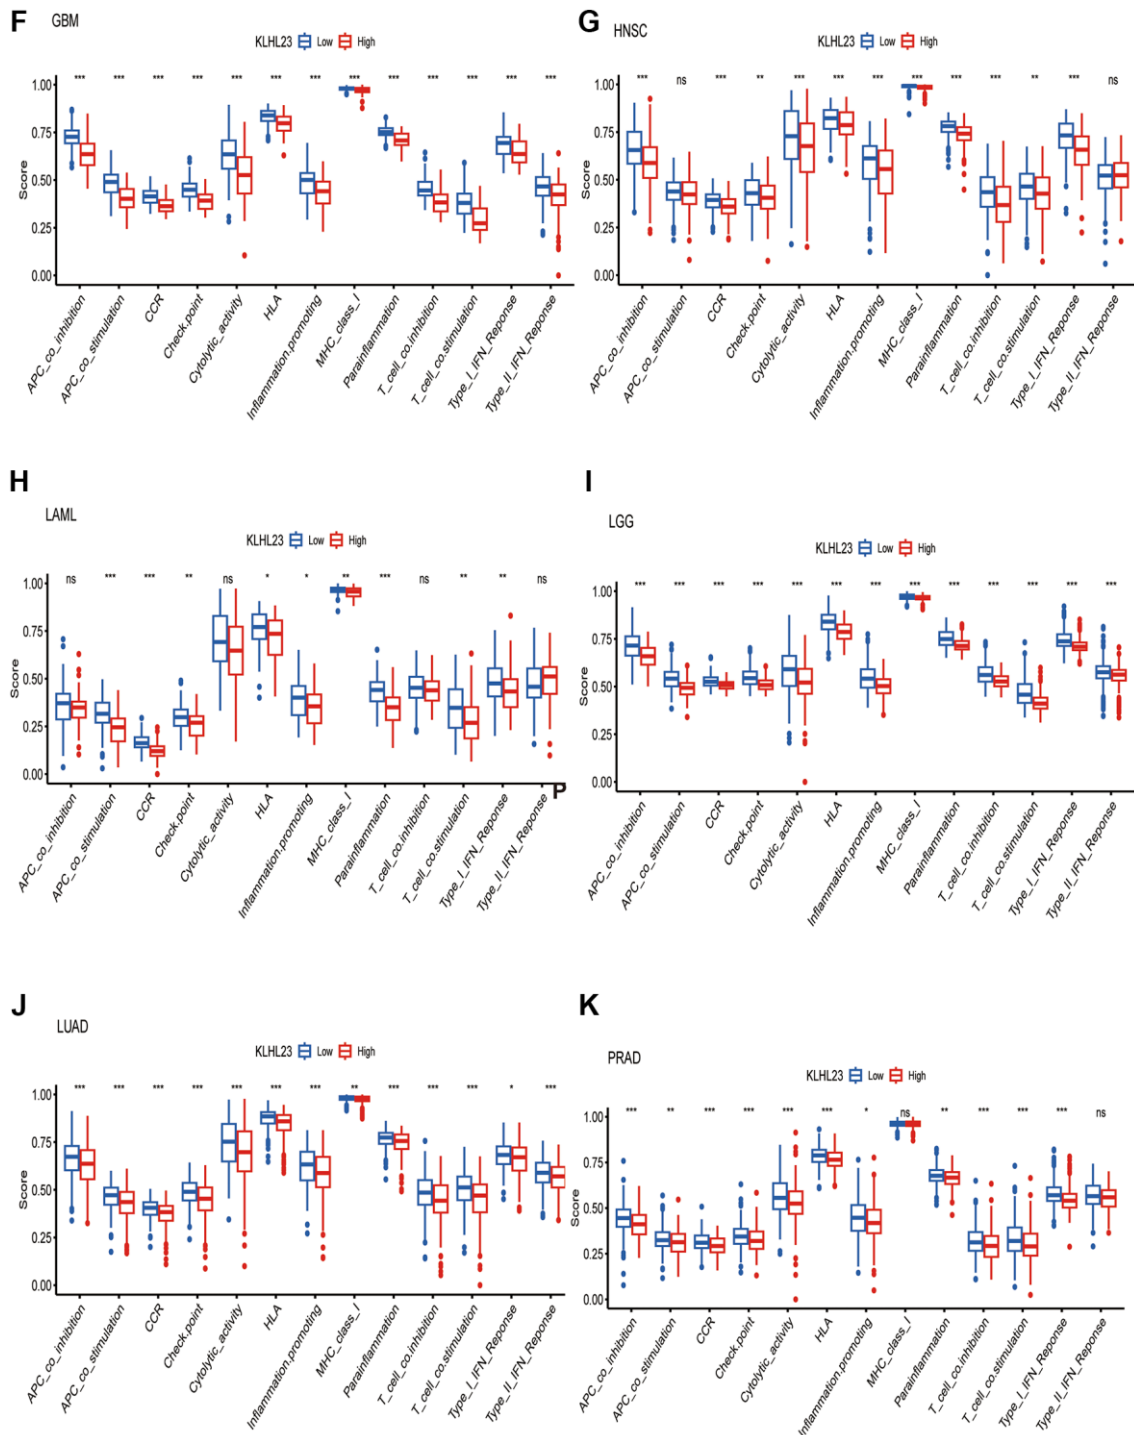 F
GBM
KLHL23 Low High
*** *** *** *** *** *** *** *** *** *** *** *** ***
1.00
0.75
0.50
0.25
0.00
Score
APC_co_inhibition
APC_co_stimulation
CCR
Check.point
Cytolytic_activity
HLA
Inflammation.promoting
MHC_class_I
Parainflammation
T_cell_co.inhibition
T_cell_co.stimulation
Type_I_IFN_Reponse
Type_II_IFN_Reponse
G
HNSC
KLHL23 Low High
*** ns *** ** *** *** *** *** *** *** ** *** ns
1.00
0.75
0.50
0.25
0.00
Score
APC_co_inhibition
APC_co_stimulation
CCR
Check.point
Cytolytic_activity
HLA
Inflammation.promoting
MHC_class_I
Parainflammation
T_cell_co.inhibition
T_cell_co.stimulation
Type_I_IFN_Reponse
Type_II_IFN_Reponse
H
LAML
KLHL23 Low High
ns *** *** ** ns * * ** *** ns ** ** ns
1.00
0.75
0.50
0.25
0.00
Score
APC_co_inhibition
APC_co_stimulation
CCR
Check.point
Cytolytic_activity
HLA
Inflammation.promoting
MHC_class_I
Parainflammation
T_cell_co.inhibition
T_cell_co.stimulation
Type_I_IFN_Reponse
Type_II_IFN_Reponse
P
I
LGG
KLHL23 Low High
*** *** *** *** *** *** *** *** *** *** *** *** ***
1.00
0.75
0.50
0.25
0.00
Score
APC_co_inhibition
APC_co_stimulation
CCR
Check.point
Cytolytic_activity
HLA
Inflammation.promoting
MHC_class_I
Parainflammation
T_cell_co.inhibition
T_cell_co.stimulation
Type_I_IFN_Reponse
Type_II_IFN_Reponse
J
LUAD
KLHL23 Low High
*** *** *** *** *** *** *** ** *** *** *** * ***
1.00
0.75
0.50
0.25
0.00
Score
APC_co_inhibition
APC_co_stimulation
CCR
Check.point
Cytolytic_activity
HLA
Inflammation.promoting
MHC_class_I
Parainflammation
T_cell_co.inhibition
T_cell_co.stimulation
Type_I_IFN_Reponse
Type_II_IFN_Reponse
K
PRAD
KLHL23 Low High
*** ** *** *** *** *** * ns ** *** *** *** ns
1.00
0.75
0.50
0.25
0.00
Score
APC_co_inhibition
APC_co_stimulation
CCR
Check.point
Cytolytic_activity
HLA
Inflammation.promoting
MHC_class_I
Parainflammation
T_cell_co.inhibition
T_cell_co.stimulation
Type_I_IFN_Reponse
Type_II_IFN_Reponse